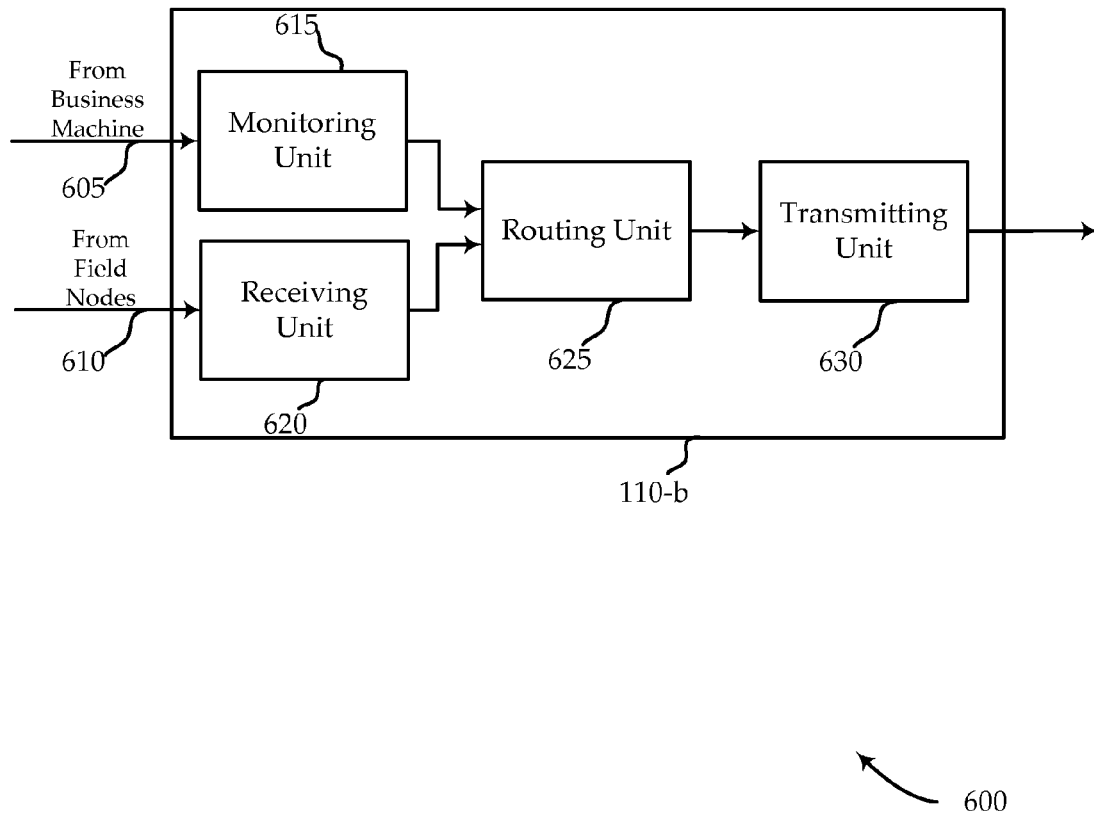 615
From
Business
Machine
Monitoring
Unit
605
From
Field
Nodes
Receiving
Unit
610
620
Routing Unit
625
Transmitting
Unit
630
110-b
600